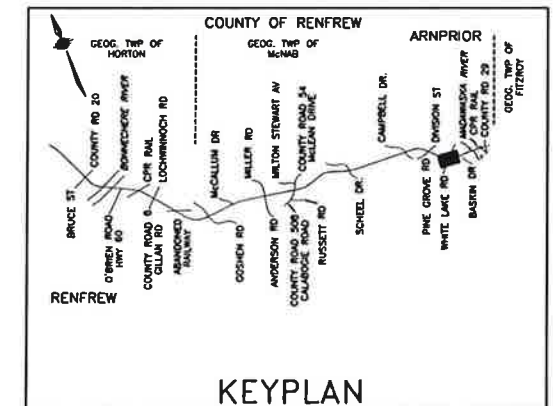 COUNTY OF RENFREW
GEOG. TWP OF
HORTON
GEOG. TWP OF
McNAB
ARNPRIOR
GEOG. TWP OF
FITZROY
BRUCE ST
COUNTY RD 20
BONNECHERE RIVER
O'BRIEN ROAD
HWY 60
CPR RAIL
LOCHWINNOCH RD
COUNTY ROAD 6
GILLAN RD
ABANDONED
RAILWAY
McCALLUM DR
GOSHEN RD
MILLER RD
ANDERSON RD
MILTON STEWART AV
COUNTY ROAD 54
McLEAN DRIVE
COUNTY ROAD 508
CALABOGIE ROAD
RUSSETT RD
SCHEEL DR.
CAMPBELL DR.
DIVISION ST
PINE GROVE RD
WHITE LAKE RD
MADAWASKA RIVER
CPR RAIL
COUNTY RD 29
BASKIN DR
RENFREW
KEYPLAN